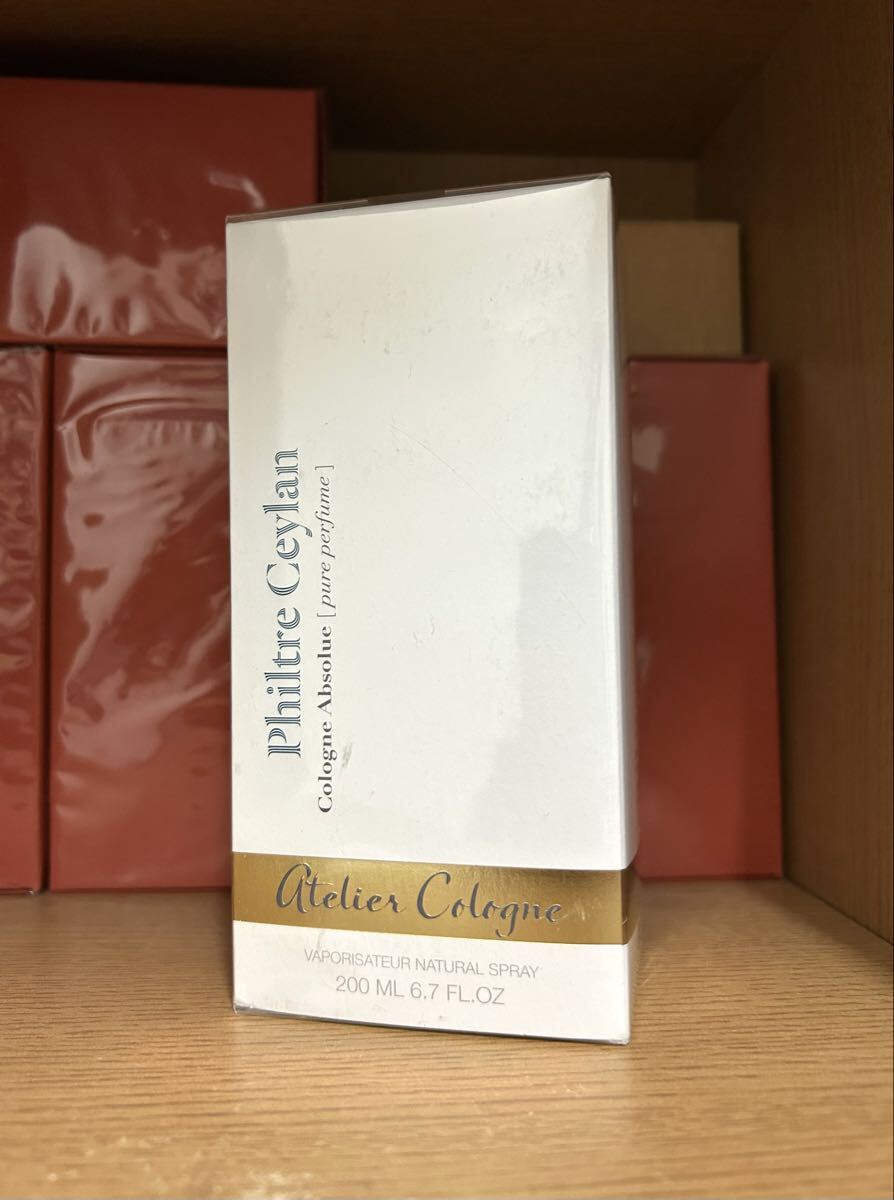 Philtre Ceylan
Cologne Absolue [pure perfume]
Atelier Cologne
VAPORISATEUR NATURAL SPRAY
200 ML 6.7 FL.OZ